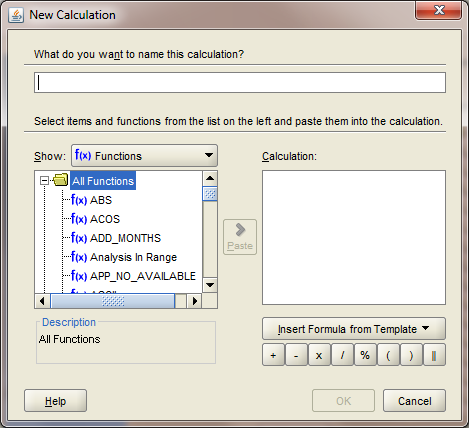 New Calculation
What do you want to name this calculation?
Select items and functions from the list on the left and paste them into the calculation.
Show:
f(x) Functions
Calculation:
All Functions
f(x) ABS
f(x) ACOS
f(x) ADD_MONTHS
f(x) Analysis In Range
f(x) APP_NO_AVAILABLE
Paste
Description
All Functions
Insert Formula from Template
+ - x / % ( ) ||
Help
OK
Cancel